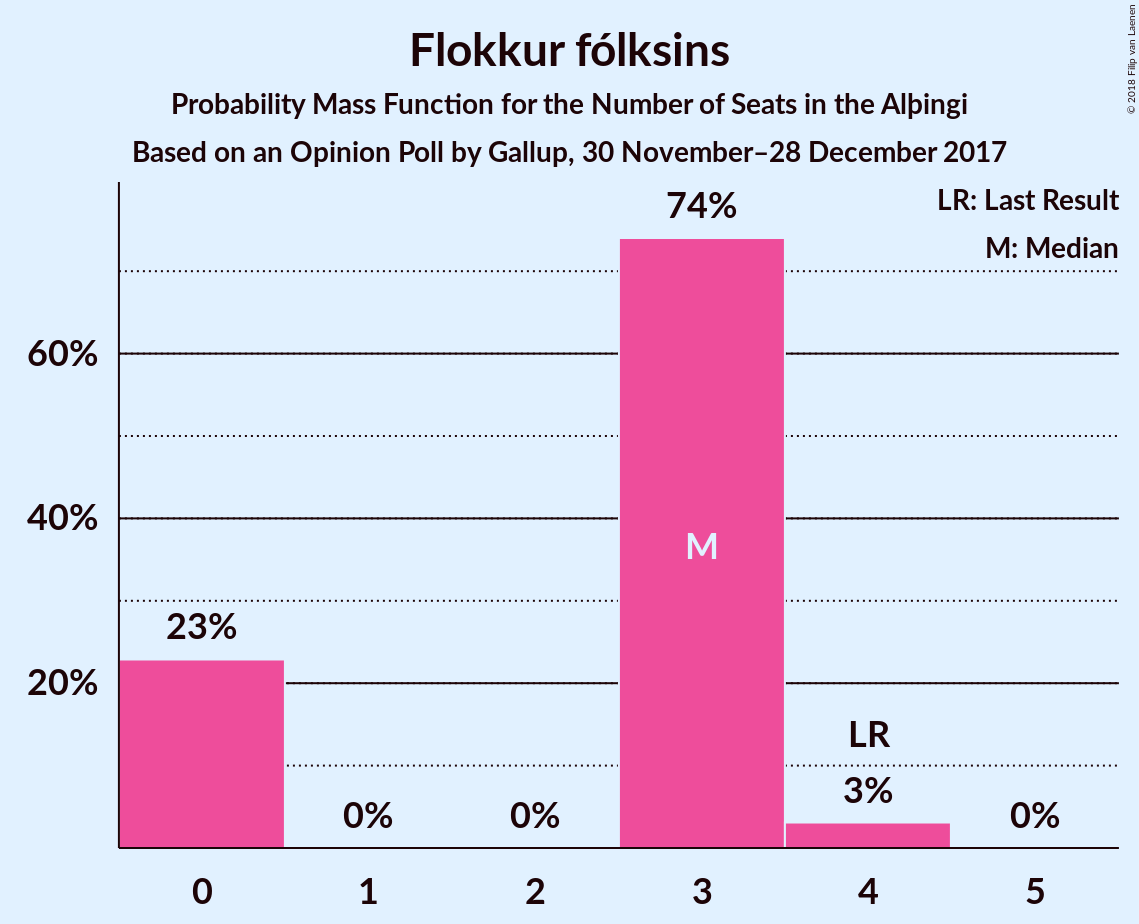 Flokkur fólksins
Probability Mass Function for the Number of Seats in the Alþingi
Based on an Opinion Poll by Gallup, 30 November–28 December 2017
© 2018 Filip van Laenen
LR: Last Result
M: Median
74%
60%
40%
M
23%
20%
LR
3%
0%
0%
0%
0
1
2
3
4
5